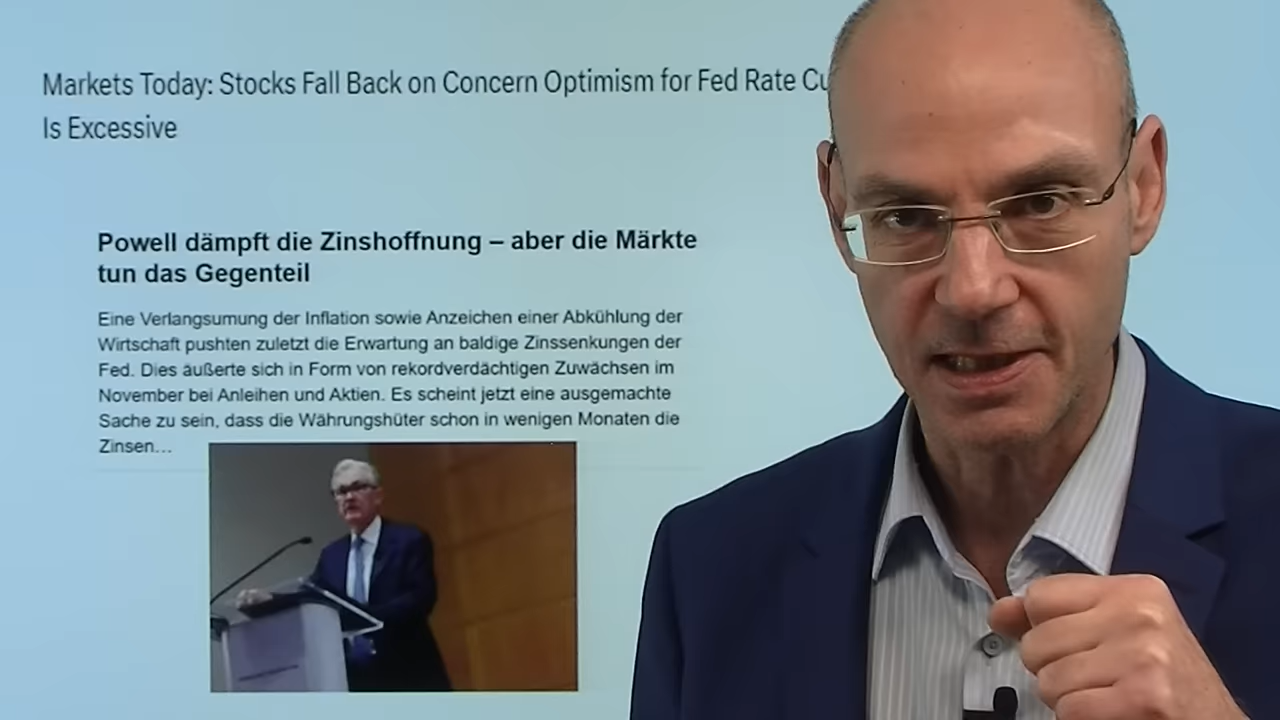 Markets Today: Stocks Fall Back on Concern Optimism for Fed Rate Cu
Is Excessive
Powell dämpft die Zinshoffnung – aber die Märkte
tun das Gegenteil
Eine Verlangsumung der Inflation sowie Anzeichen einer Abkühlung der
Wirtschaft pushten zuletzt die Erwartung an baldige Zinssenkungen der
Fed. Dies äußerte sich in Form von rekordverdächtigen Zuwächsen im
November bei Anleihen und Aktien. Es scheint jetzt eine ausgemachte
Sache zu sein, dass die Währungshüter schon in wenigen Monaten die
Zinsen...